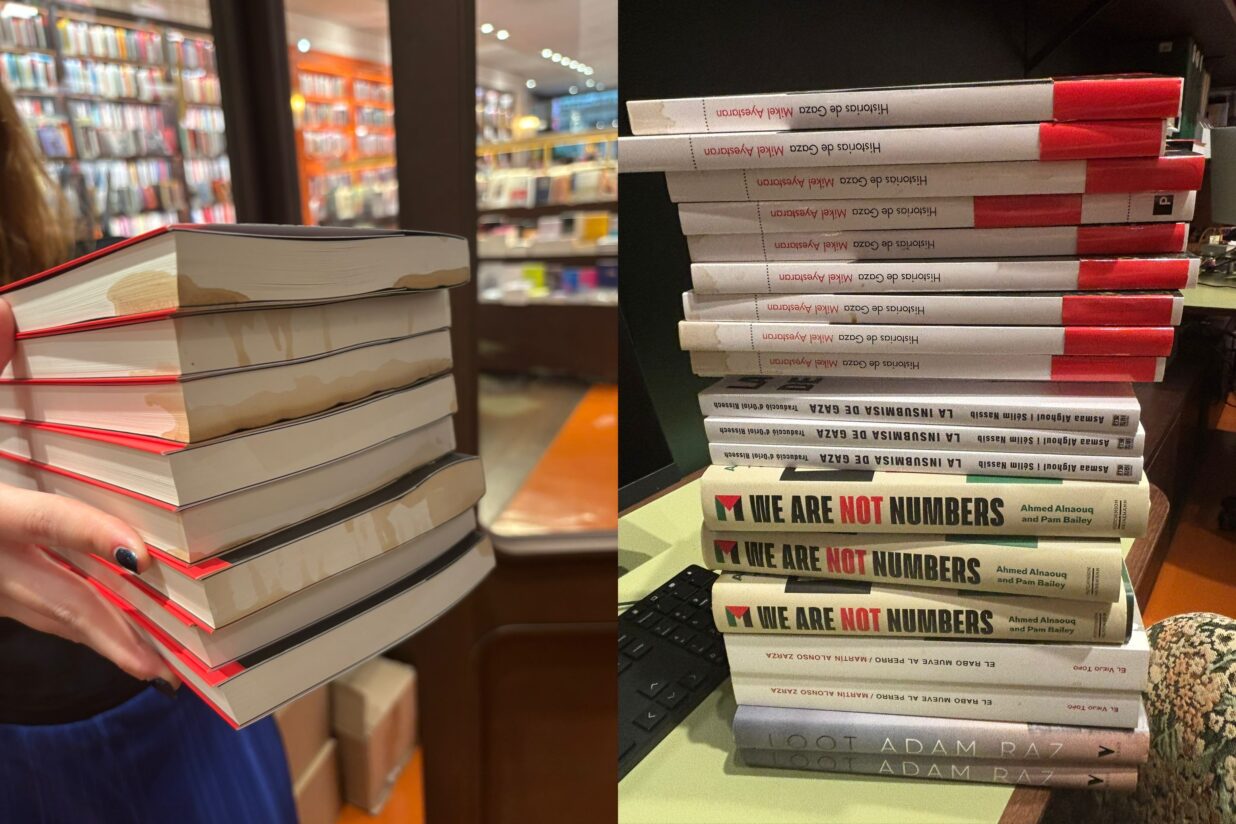 Historias de Gaza Mikel Ayestaran
Historias de Gaza Mikel Ayestaran
Historias de Gaza Mikel Ayestaran
Historias de Gaza Mikel Ayestaran
Historias de Gaza Mikel Ayestaran
Historias de Gaza Mikel Ayestaran
Historias de Gaza Mikel Ayestaran
Historias de Gaza Mikel Ayestaran
Historias de Gaza Mikel Ayestaran
Asmaa Alghoul i Sélim Nassib LA INSUBMISA DE GAZA Traducció d'Oriol Rissech
Asmaa Alghoul i Sélim Nassib LA INSUBMISA DE GAZA Traducció d'Oriol Rissech
Asmaa Alghoul i Sélim Nassib LA INSUBMISA DE GAZA Traducció d'Oriol Rissech
WE ARE NOT NUMBERS Ahmed Alnaouq and Pam Bailey
WE ARE NOT NUMBERS Ahmed Alnaouq and Pam Bailey
WE ARE NOT NUMBERS Ahmed Alnaouq and Pam Bailey
EL VIEJO TOPO EL RABO MUEVE AL PERRO / MARTÍN ALONSO ZARZA
EL VIEJO TOPO EL RABO MUEVE AL PERRO / MARTÍN ALONSO ZARZA
LOOT ADAM RAZ V
LOOT ADAM RAZ V